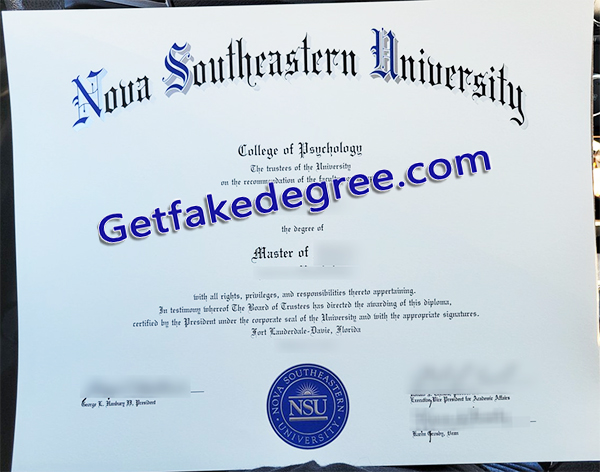 Nova Southeastern University
College of Psychology
The trustees of the University
on the recommendation of the faculty
Getfakedegree.com
the degree of
Master of
with all rights, privileges, and responsibilities thereto appertaining.
In testimony whereof The Board of Trustees has directed the awarding of this diploma,
certified by the President under the corporate seal of the University and with the appropriate signatures.
Fort Lauderdale-Davie, Florida
George L. Hanbury II, President
Executive Vice President for Academic Affairs
Karen Grosby, Dean
NOVA SOUTHEASTERN
NSU
UNIVERSITY